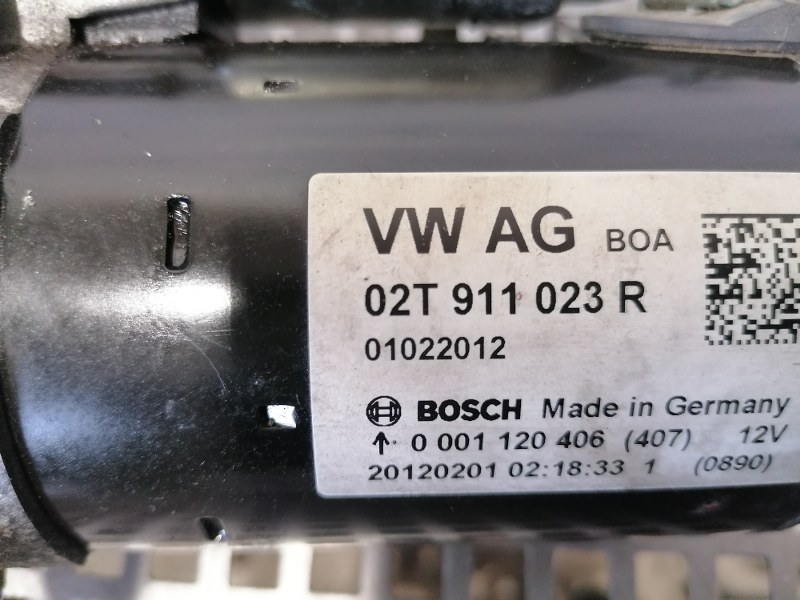 VW AG BOA
02T 911 023 R
01022012
BOSCH Made in Germany
↑ 0 001 120 406 (407) 12V
20120201 02:18:33 1 (0890)